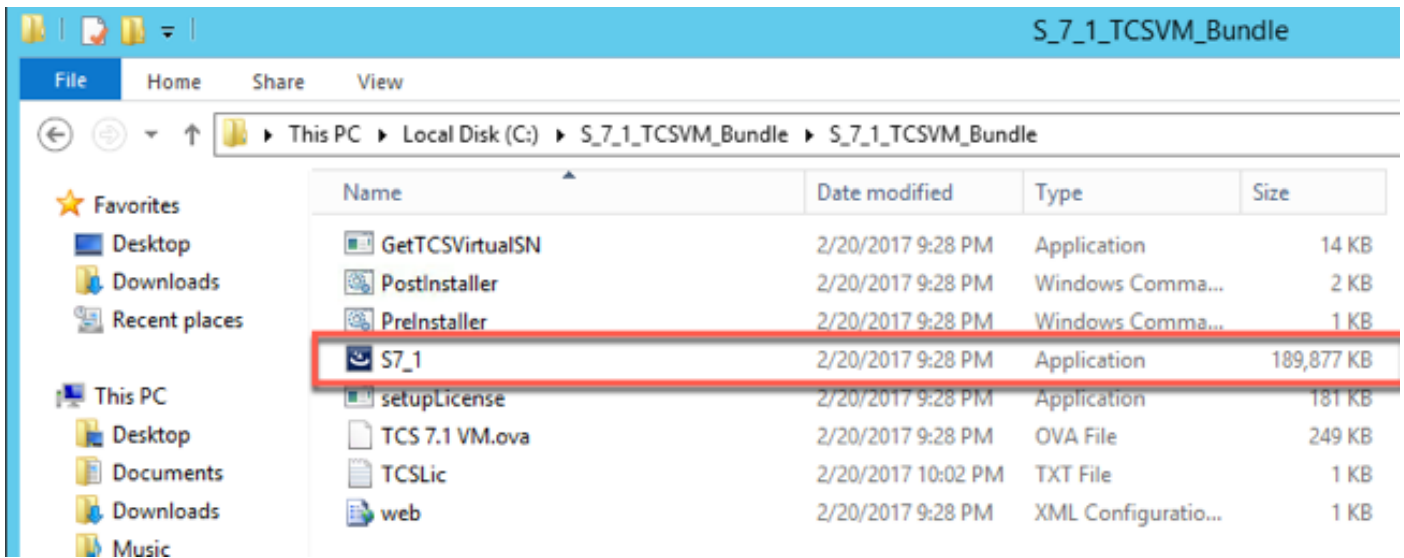 S_7_1_TCSVM_Bundle
File Home Share View
This PC Local Disk (C:) S_7_1_TCSVM_Bundle S_7_1_TCSVM_Bundle
Name Date modified Type Size
Favorites
Desktop
Downloads
Recent places
This PC
Desktop
Documents
Downloads
Music
GetTCSVirtualSN 2/20/2017 9:28 PM Application 14 KB
PostInstaller 2/20/2017 9:28 PM Windows Comma... 2 KB
PreInstaller 2/20/2017 9:28 PM Windows Comma... 1 KB
S7_1 2/20/2017 9:28 PM Application 189,877 KB
setupLicense 2/20/2017 9:28 PM Application 181 KB
TCS 7.1 VM.ova 2/20/2017 9:28 PM OVA File 249 KB
TCSLic 2/20/2017 10:02 PM TXT File 1 KB
web 2/20/2017 9:28 PM XML Configuratio... 1 KB